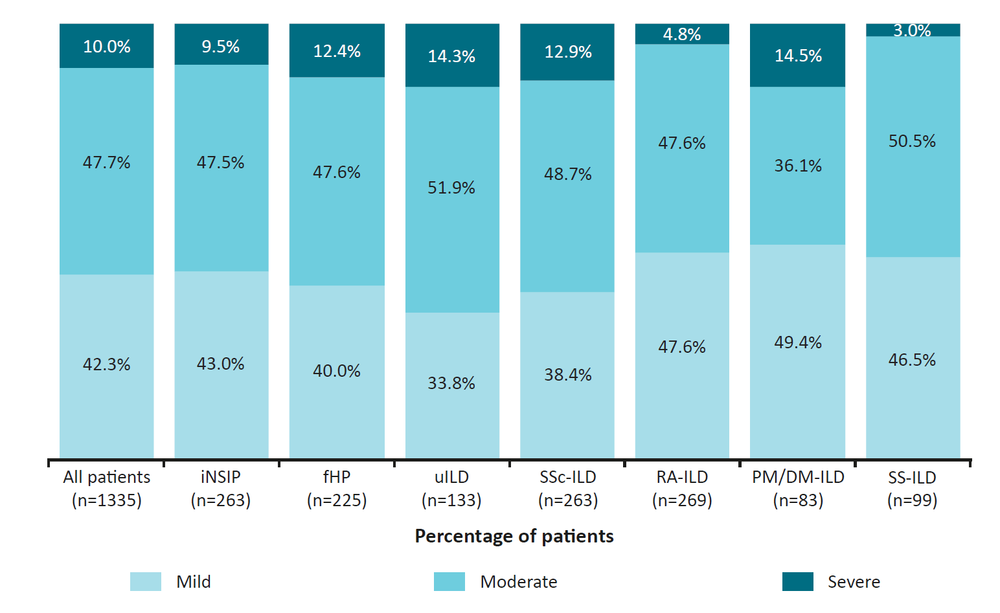 10.0%
9.5%
12.4%
14.3%
12.9%
4.8%
14.5%
3.0%
47.7%
47.5%
47.6%
51.9%
48.7%
47.6%
36.1%
50.5%
42.3%
43.0%
40.0%
33.8%
38.4%
47.6%
49.4%
46.5%
All patients
(n=1335)
iNSIP
(n=263)
fHP
(n=225)
uILD
(n=133)
SSc-ILD
(n=263)
RA-ILD
(n=269)
PM/DM-ILD
(n=83)
SS-ILD
(n=99)
Percentage of patients
Mild
Moderate
Severe